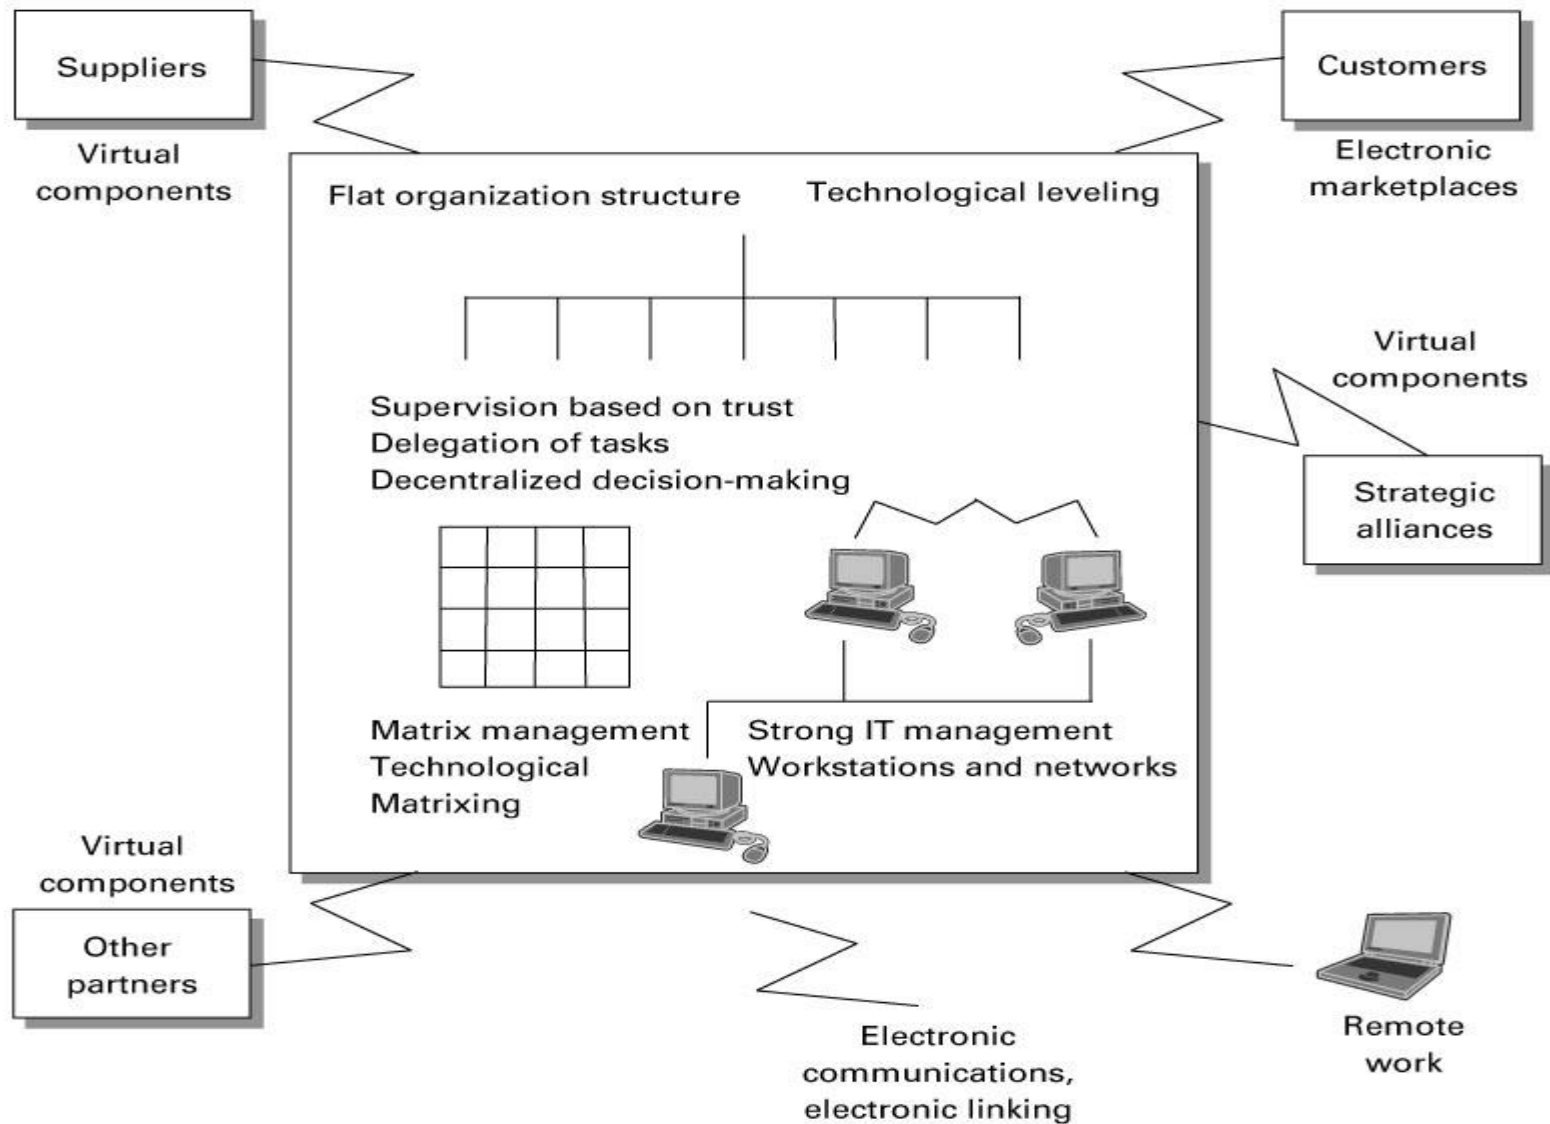 Suppliers
Virtual
components
Customers
Electronic
marketplaces
Flat organization structure
Technological leveling
Supervision based on trust
Delegation of tasks
Decentralized decision-making
Virtual
components
Strategic
alliances
Matrix management
Technological
Matrixing
Strong IT management
Workstations and networks
Virtual
components
Other
partners
Electronic
communications,
electronic linking
Remote
work